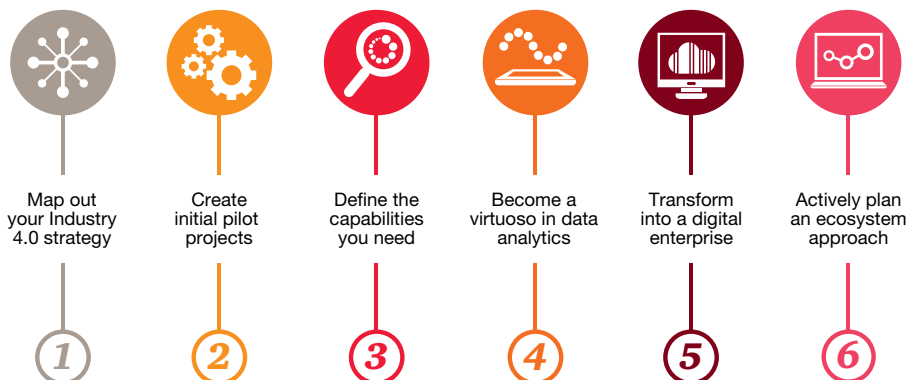 Map out
your Industry
4.0 strategy
1
Create
initial pilot
projects
2
Define the
capabilities
you need
3
Become a
virtuoso in data
analytics
4
Transform
into a digital
enterprise
5
Actively plan
an ecosystem
approach
6